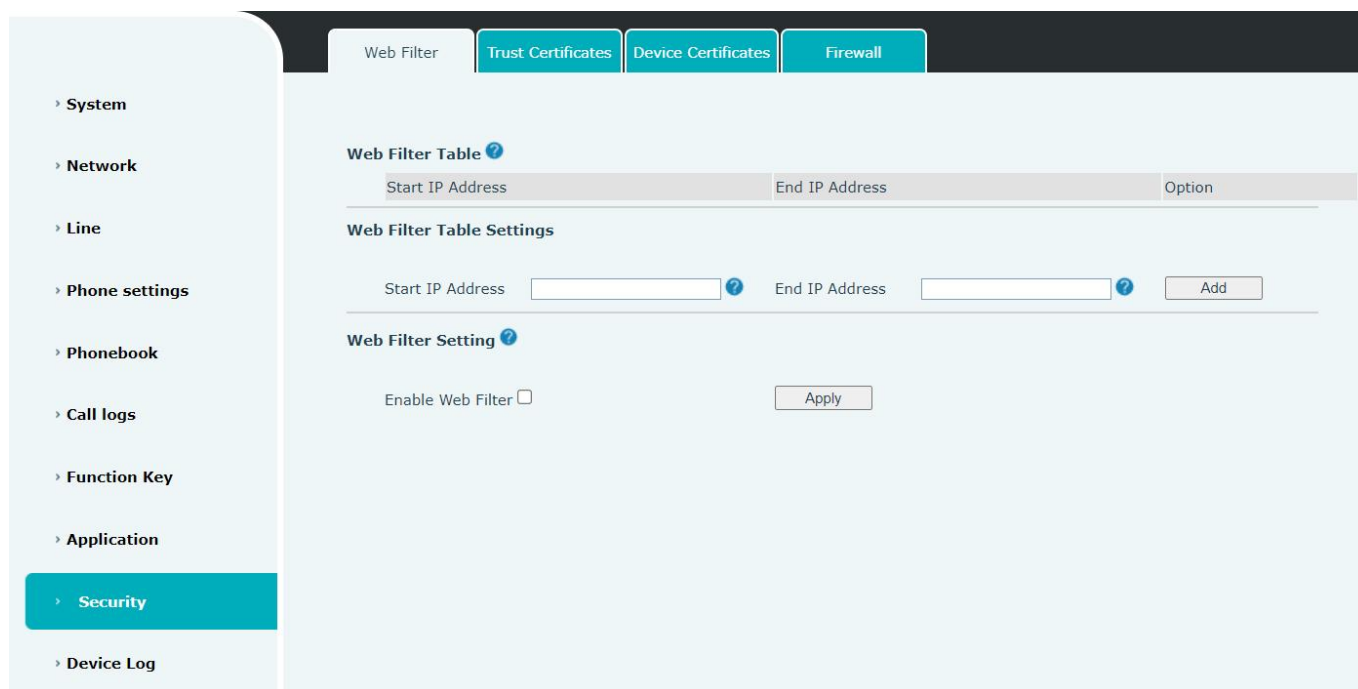 Web Filter
Trust Certificates
Device Certificates
Firewall
System
Network
Line
Phone settings
Phonebook
Call logs
Function Key
Application
Security
Device Log
Web Filter Table ?
Start IP Address End IP Address Option
Web Filter Table Settings
Start IP Address ? End IP Address ? Add
Web Filter Setting ?
Enable Web Filter Apply